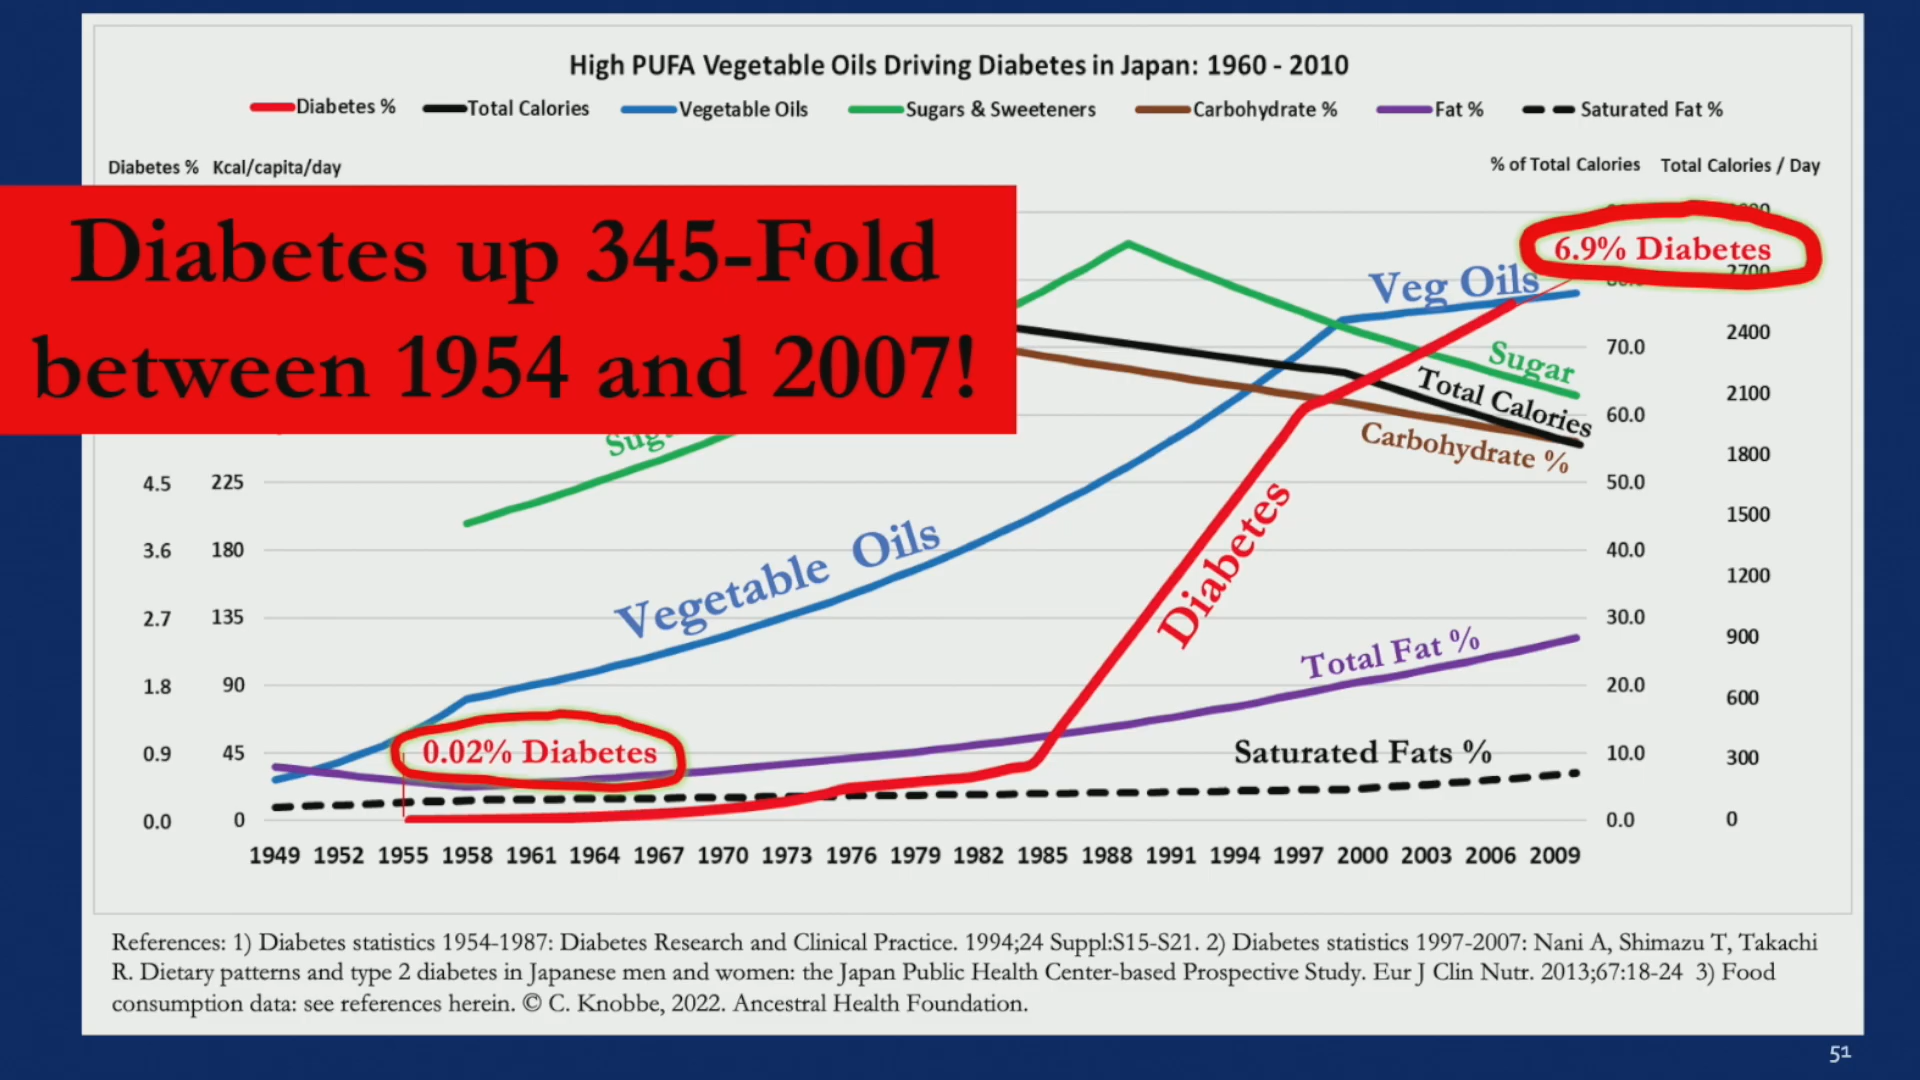 High PUFA Vegetable Oils Driving Diabetes in Japan: 1960 - 2010
Diabetes % Total Calories Vegetable Oils Sugars & Sweeteners Carbohydrate % Fat % Saturated Fat %
Diabetes % Kcal/capita/day % of Total Calories Total Calories / Day
Diabetes up 345-Fold
between 1954 and 2007!
6.9% Diabetes
2700
Veg Oils
70.0 2400
Sugar
2100
Total Calories
60.0
Carbohydrate %
1800
4.5 225 50.0
Diabetes
1500
3.6 180 40.0
Vegetable Oils
1200
2.7 135 30.0
900
Total Fat %
1.8 90 20.0
600
0.02% Diabetes
Saturated Fats %
0.9 45 10.0
300
0.0 0 0.0 0
1949 1952 1955 1958 1961 1964 1967 1970 1973 1976 1979 1982 1985 1988 1991 1994 1997 2000 2003 2006 2009
References: 1) Diabetes statistics 1954-1987: Diabetes Research and Clinical Practice. 1994;24 Suppl:S15-S21. 2) Diabetes statistics 1997-2007: Nani A, Shimazu T, Takachi
R. Dietary patterns and type 2 diabetes in Japanese men and women: the Japan Public Health Center-based Prospective Study. Eur J Clin Nutr. 2013;67:18-24 3) Food
consumption data: see references herein. © C. Knobbe, 2022. Ancestral Health Foundation.
51